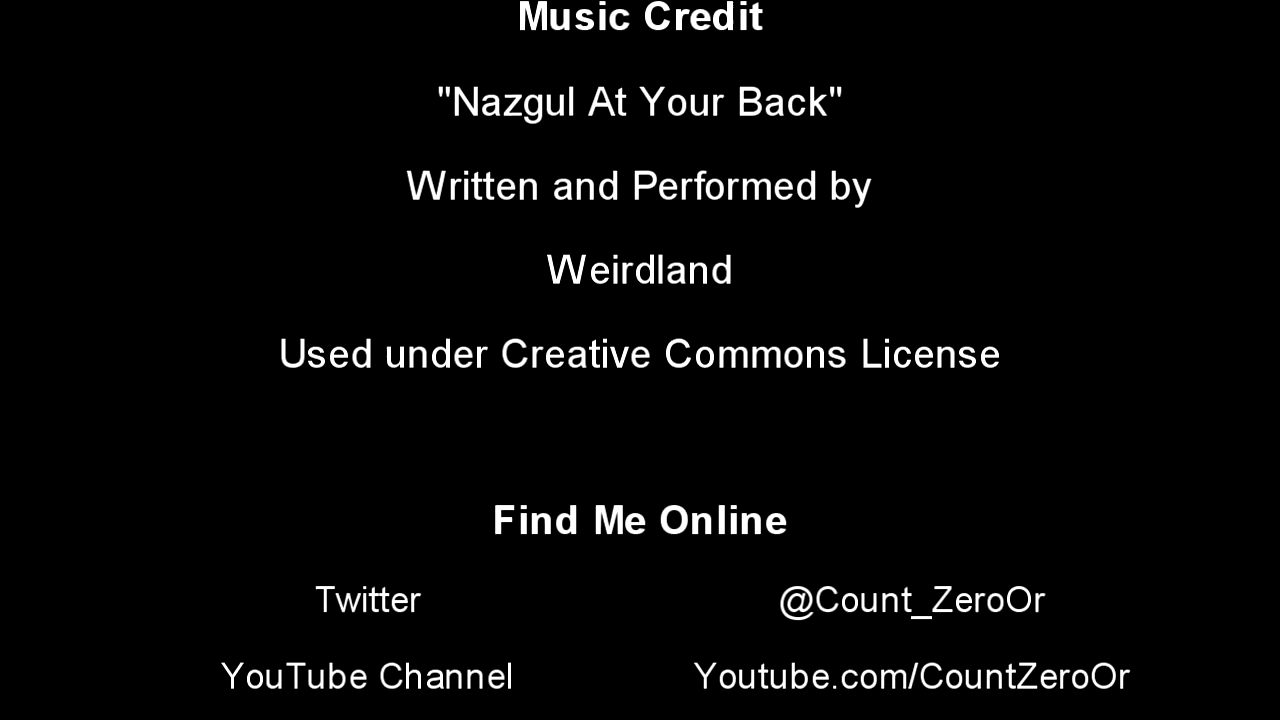 Music Credit
"Nazgul At Your Back"
Written and Performed by
Weirdland
Used under Creative Commons License
Find Me Online
Twitter @Count_ZeroOr
YouTube Channel Youtube.com/CountZeroOr